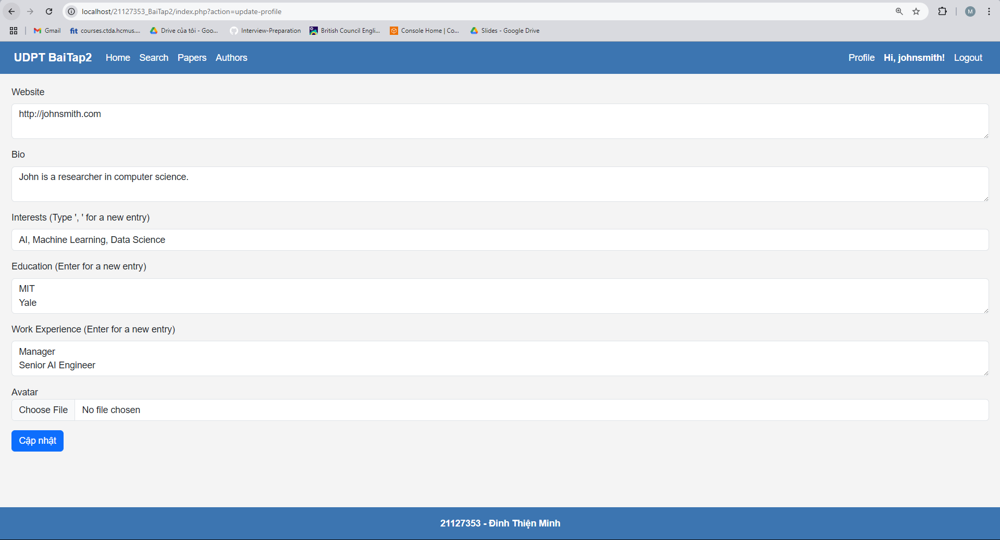 localhost/21127353_BaiTap2/index.php?action=update-profile
M
Gmail
fit courses.ctda.hcmus....
Drive của tôi - Goo...
Interview-Preparation
British Council Engli...
Console Home | Co...
Slides - Google Drive
UDPT BaiTap2 Home Search Papers Authors Profile Hi, johnsmith! Logout
Website
http://johnsmith.com
Bio
John is a researcher in computer science.
Interests (Type ', ' for a new entry)
AI, Machine Learning, Data Science
Education (Enter for a new entry)
MIT
Yale
Work Experience (Enter for a new entry)
Manager
Senior AI Engineer
Avatar
Choose File No file chosen
Cập nhật
21127353 - Đinh Thiện Minh